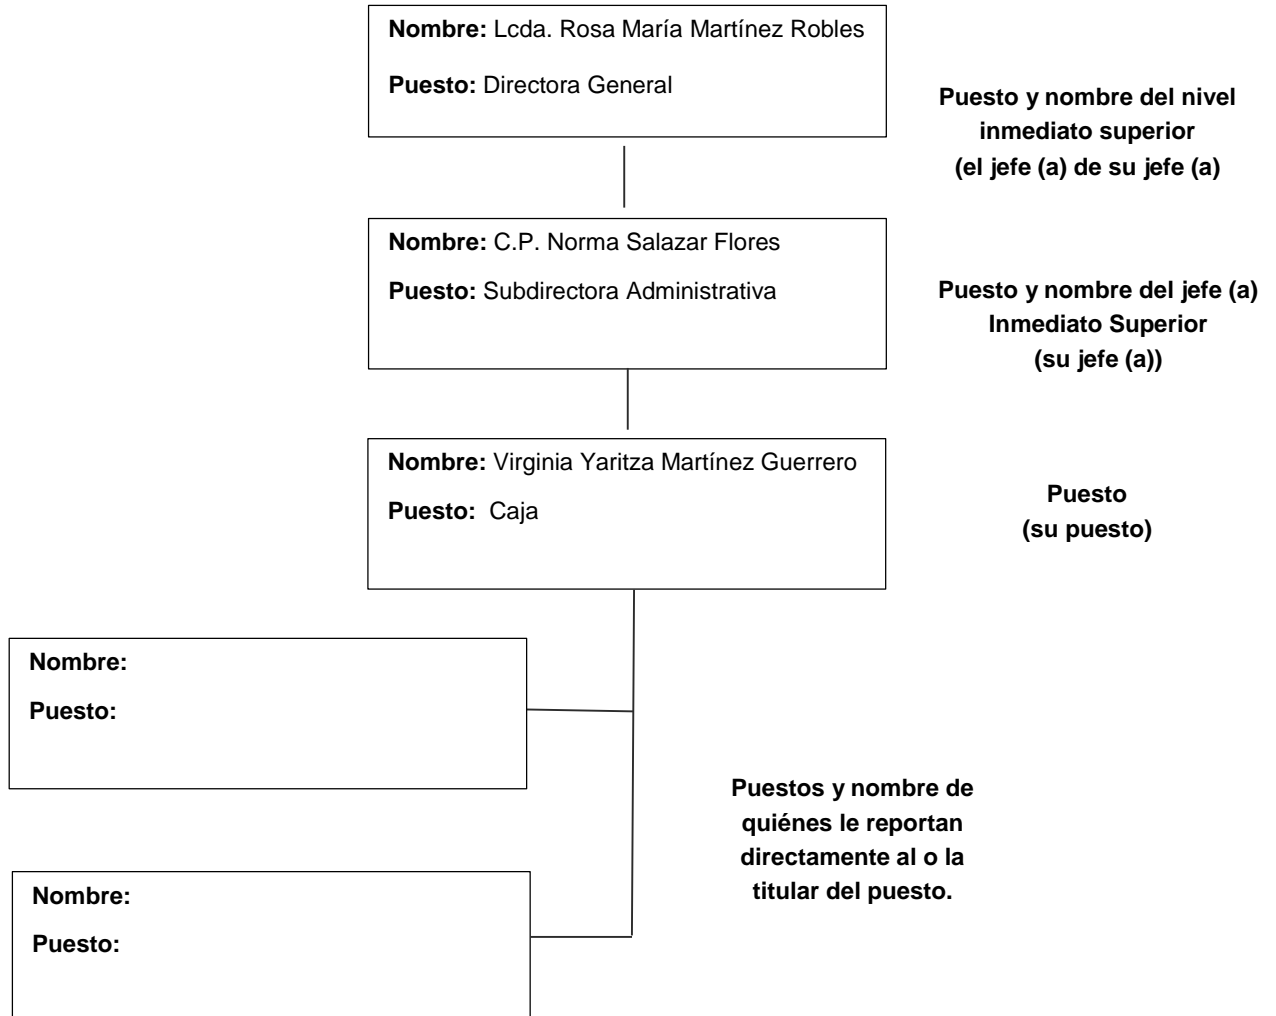 Nombre: Lcda. Rosa María Martínez Robles
Puesto: Directora General
Puesto y nombre del nivel
inmediato superior
(el jefe (a) de su jefe (a)
Nombre: C.P. Norma Salazar Flores
Puesto: Subdirectora Administrativa
Puesto y nombre del jefe (a)
Inmediato Superior
(su jefe (a))
Nombre: Virginia Yaritza Martínez Guerrero
Puesto: Caja
Puesto
(su puesto)
Nombre:
Puesto:
Puestos y nombre de
quiénes le reportan
directamente al o la
titular del puesto.
Nombre:
Puesto: